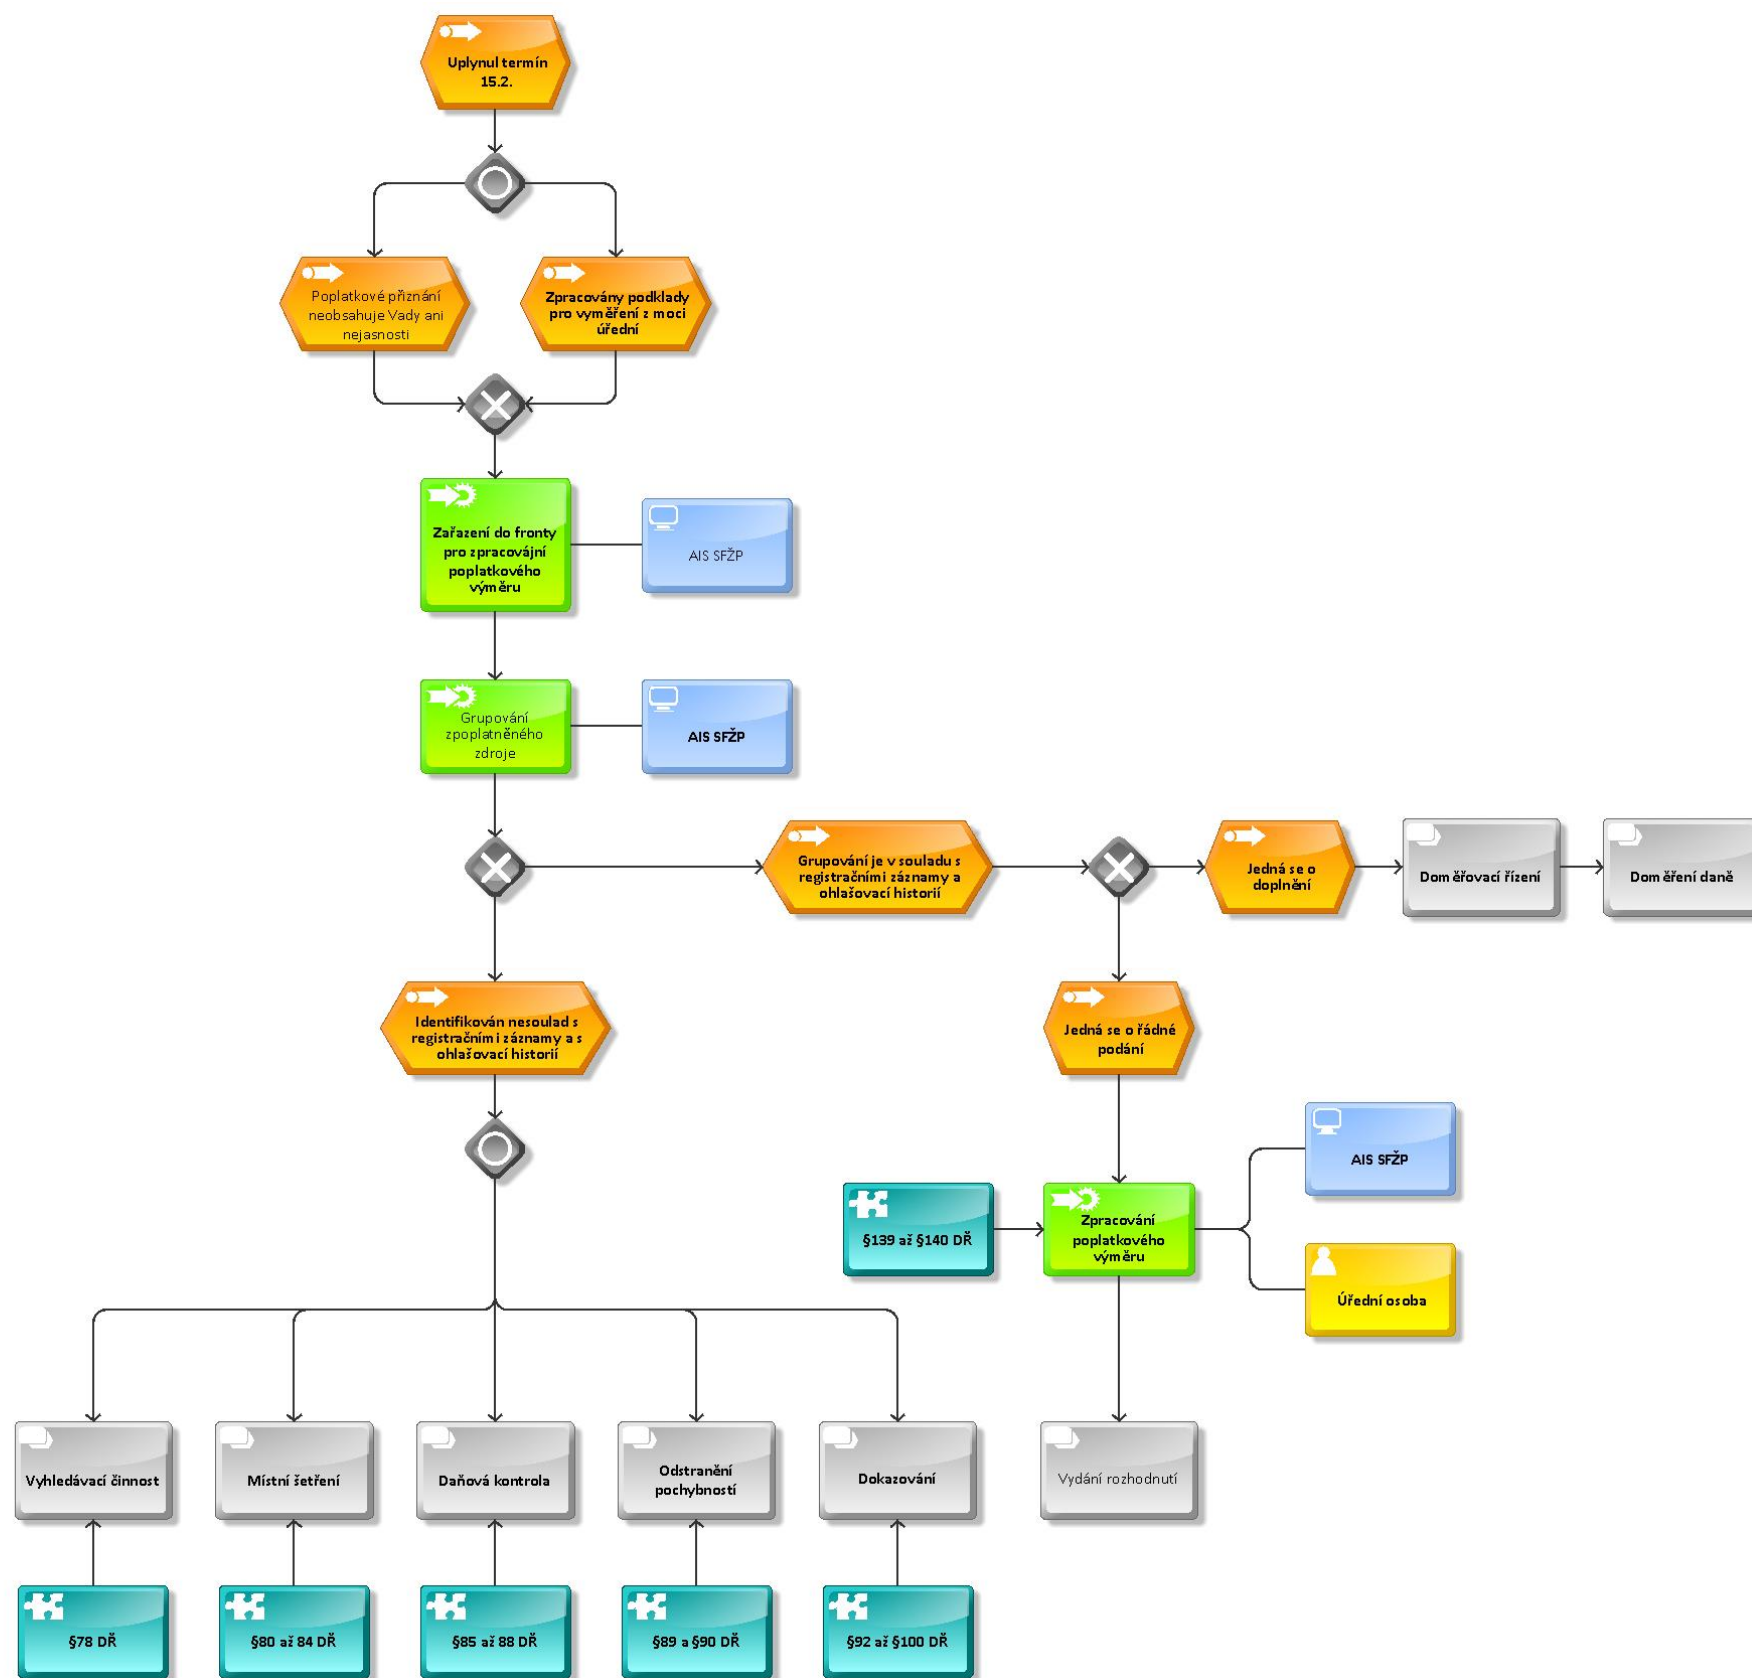 Uplynul termín
15.2.
Poplatkové přiznání
neobsahuje Vady ani
nejasnosti
Zpracovány podklady
pro vyměření z moci
úřední
Zařazení do fronty
pro zpracovájní
poplatkového
výměru
AIS SFŽP
Grupování
zpoplatněného
zdroje
AIS SFŽP
Grupování je v souladu s
registračními záznamy a
ohlašovací historií
Jedná se o
doplnění
Doměřovací řízení
Doměření daně
Identifikován nesoulad s
registračními záznamy a s
ohlašovací historií
Jedná se o řádné
podání
AIS SFŽP
§139 až §140 DŘ
Zpracování
poplatkového
výměru
Úřední osoba
Vyhledávací činnost
Místní šetření
Daňová kontrola
Odstranění
pochybností
Dokazování
Vydání rozhodnutí
§78 DŘ
§80 až 84 DŘ
§85 až 88 DŘ
§89 a §90 DŘ
§92 až §100 DŘ